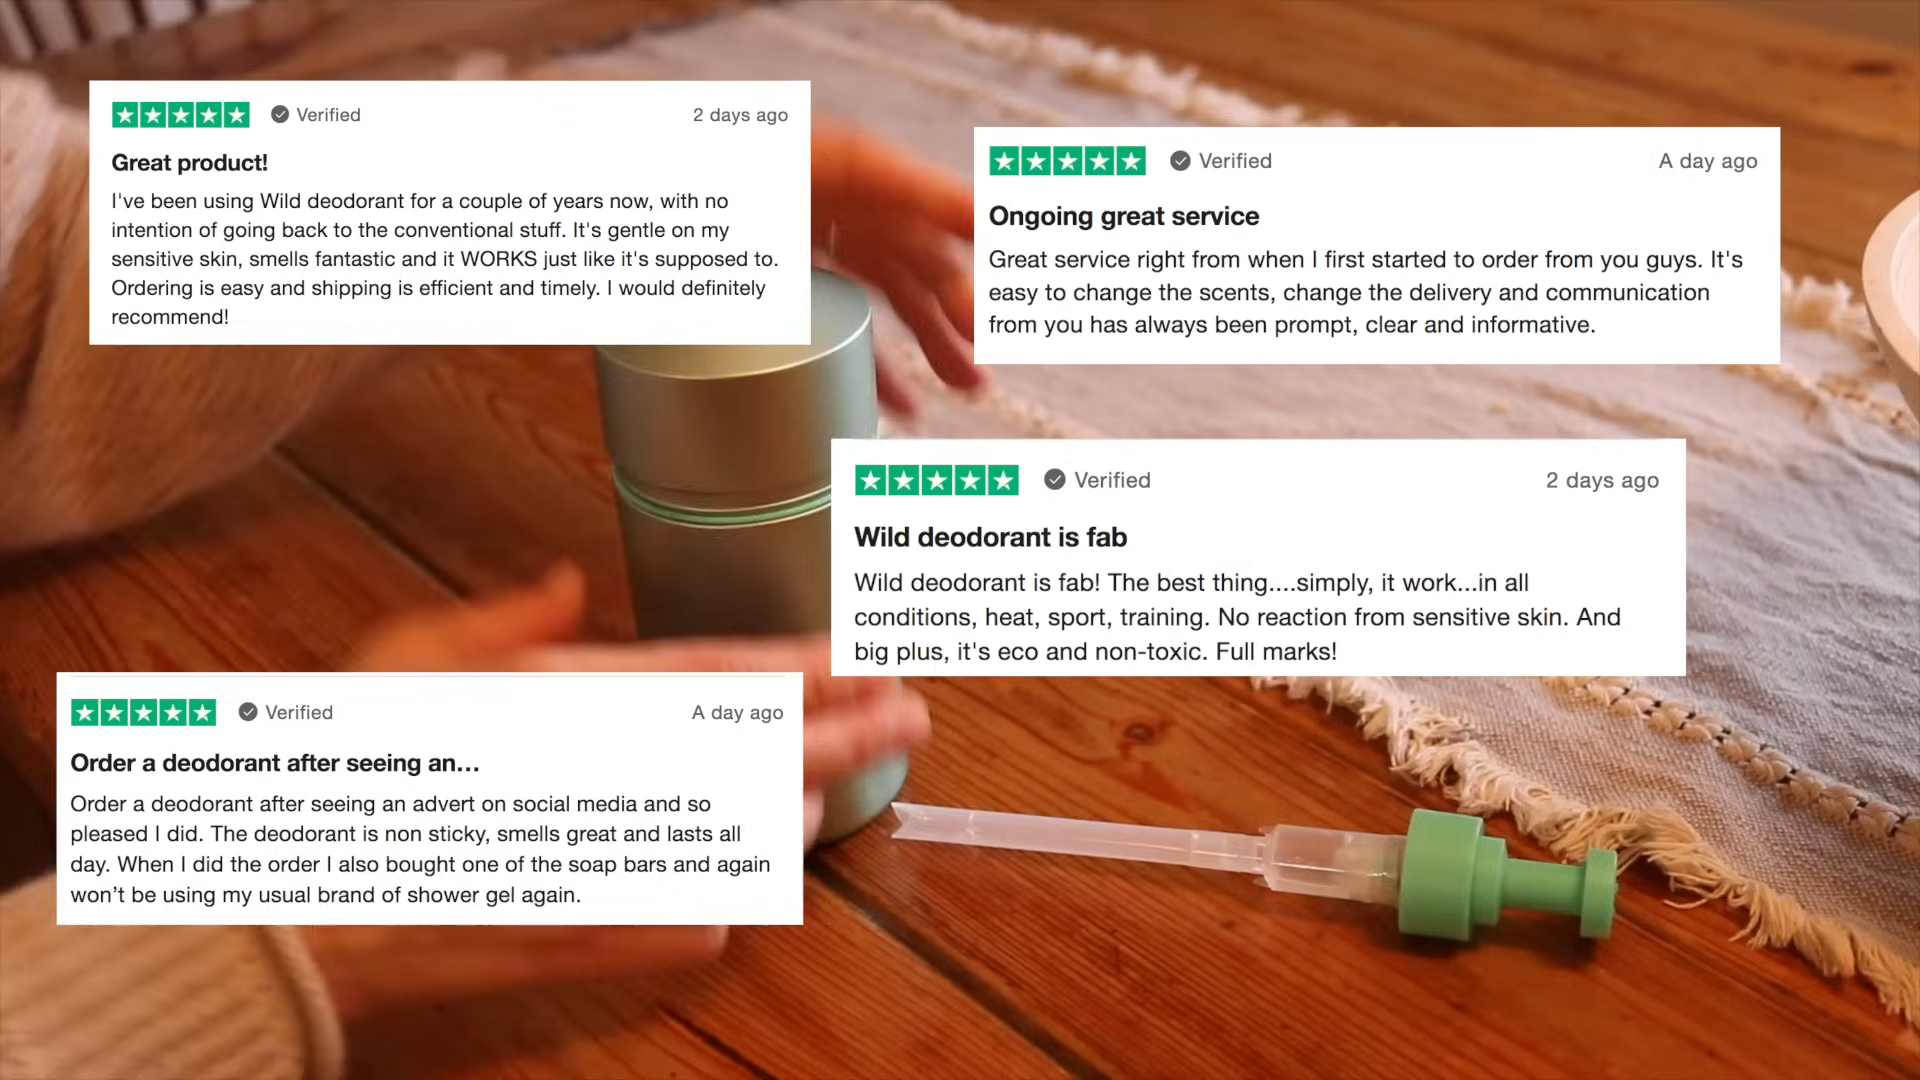 Verified
2 days ago
Great product!
I've been using Wild deodorant for a couple of years now, with no
intention of going back to the conventional stuff. It's gentle on my
sensitive skin, smells fantastic and it WORKS just like it's supposed to.
Ordering is easy and shipping is efficient and timely. I would definitely
recommend!
Verified
A day ago
Ongoing great service
Great service right from when I first started to order from you guys. It's
easy to change the scents, change the delivery and communication
from you has always been prompt, clear and informative.
Verified
2 days ago
Wild deodorant is fab
Wild deodorant is fab! The best thing....simply, it work...in all
conditions, heat, sport, training. No reaction from sensitive skin. And
big plus, it's eco and non-toxic. Full marks!
Verified
A day ago
Order a deodorant after seeing an…
Order a deodorant after seeing an advert on social media and so
pleased I did. The deodorant is non sticky, smells great and lasts all
day. When I did the order I also bought one of the soap bars and again
won’t be using my usual brand of shower gel again.